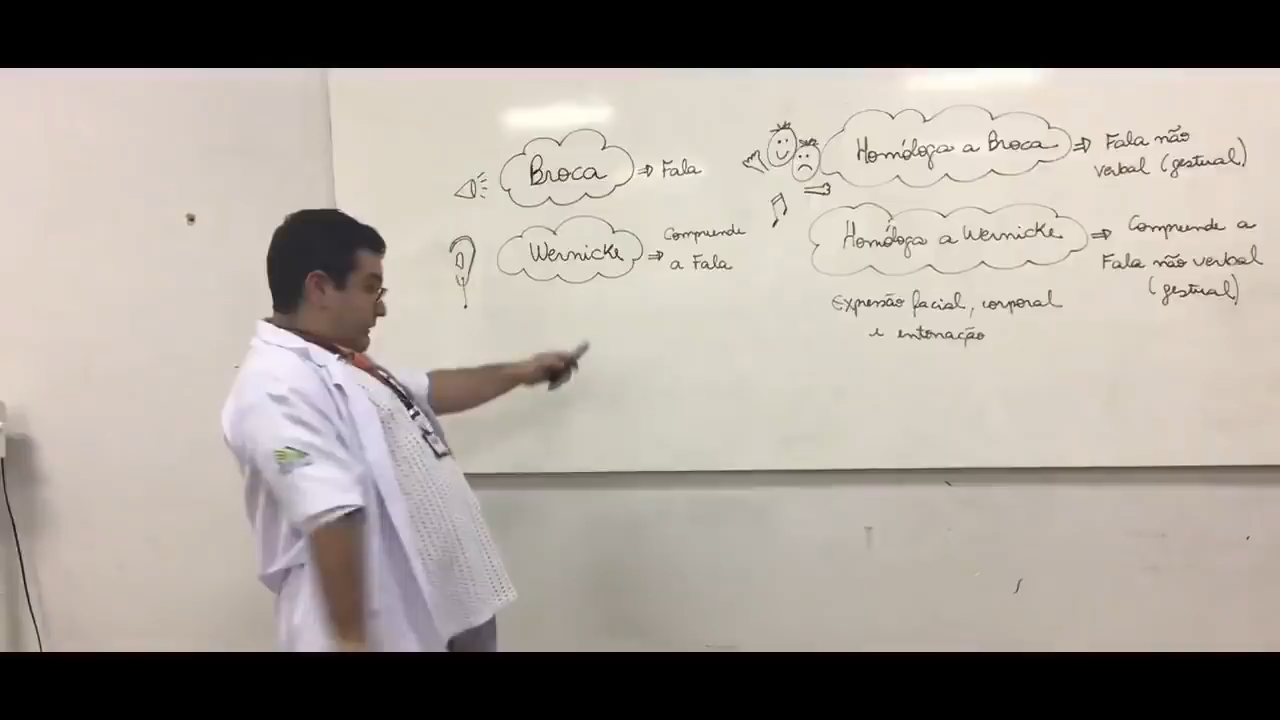 Broca ⇒ Fala
Wernicke ⇒ Compreende
a Fala
Homóloga a Broca ⇒ Fala não
verbal (gestual)
Homóloga a Wernicke ⇒ Compreende a
Fala não verbal
(gestual)
Expressão facial, corporal
e entonação